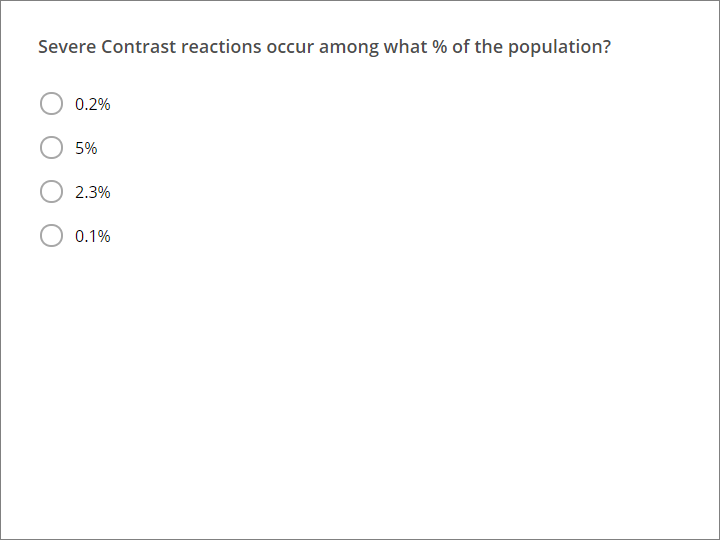 Severe Contrast reactions occur among what % of the population?
0.2%
5%
2.3%
0.1%